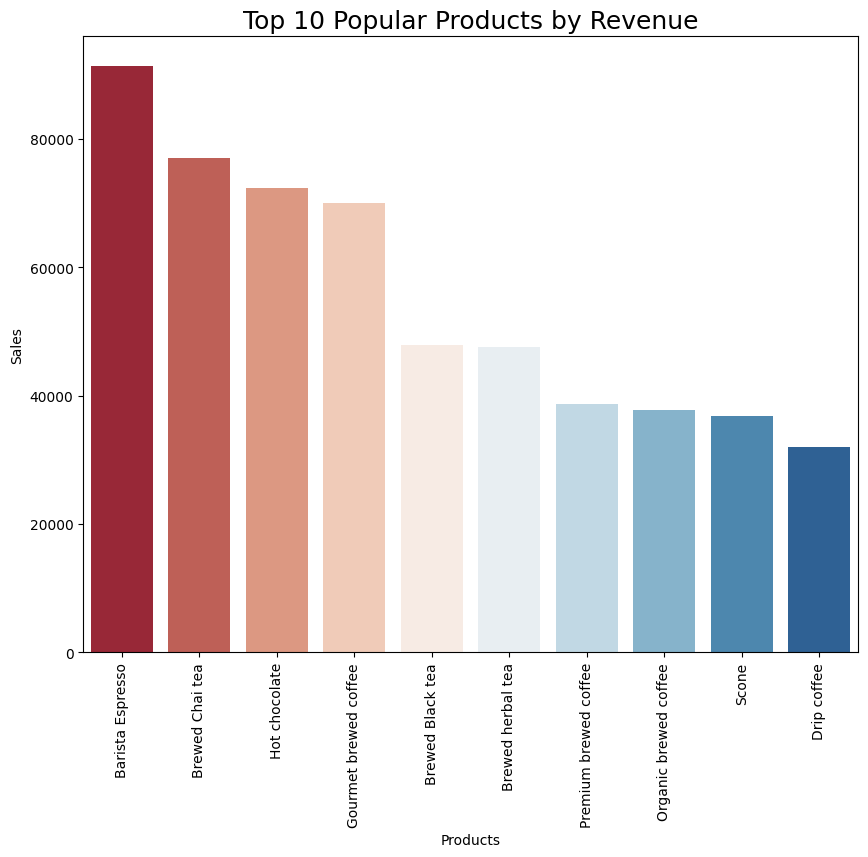 Top 10 Popular Products by Revenue
80000
60000
40000
20000
0
Sales
Barista Espresso
Brewed Chai tea
Hot chocolate
Gourmet brewed coffee
Brewed Black tea
Brewed herbal tea
Premium brewed coffee
Organic brewed coffee
Scone
Drip coffee
Products